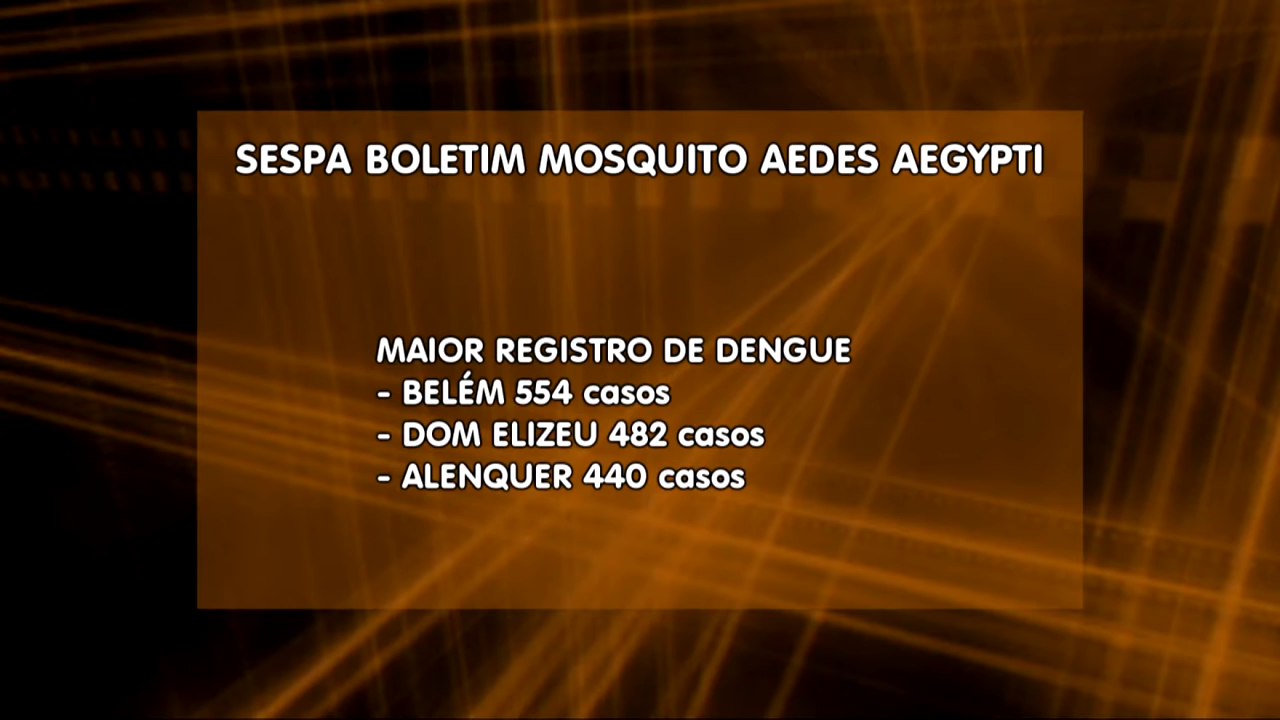 SESPA BOLETIM MOSQUITO AEDES AEGYPTI
MAIOR REGISTRO DE DENGUE
- BELÉM 554 casos
- DOM ELIZEU 482 casos
- ALENQUER 440 casos